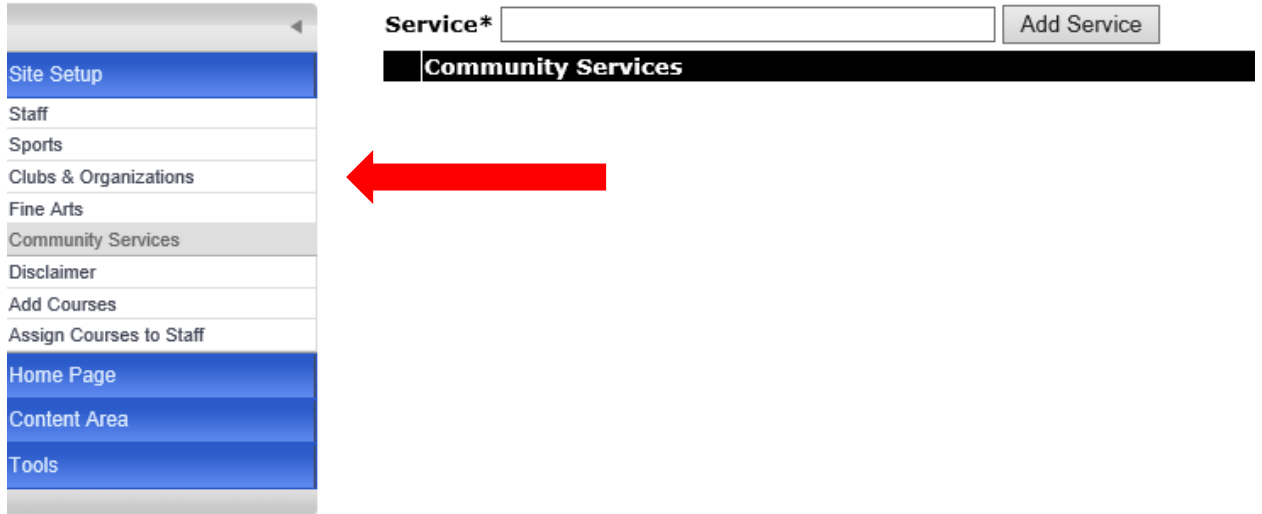 Service* Add Service
Community Services
Site Setup
Staff
Sports
Clubs & Organizations
Fine Arts
Community Services
Disclaimer
Add Courses
Assign Courses to Staff
Home Page
Content Area
Tools